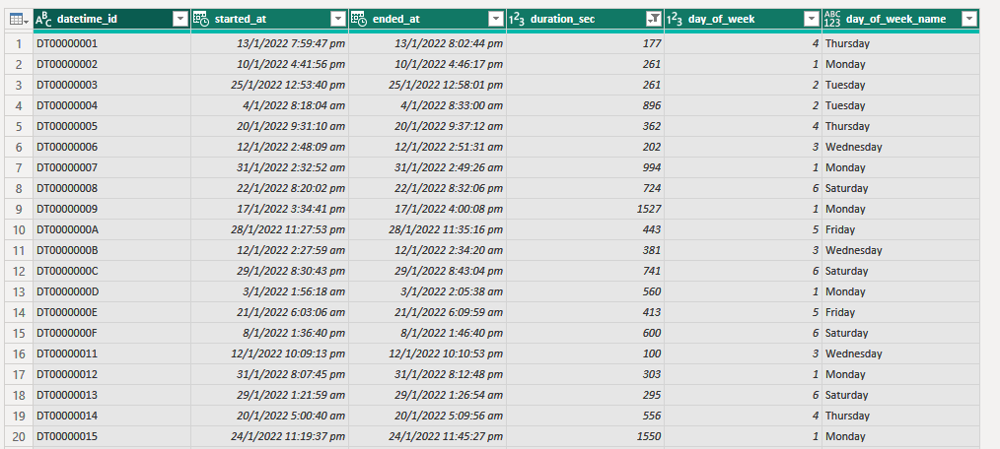 ABC datetime_id started_at ended_at 123 duration_sec 123 day_of_week ABC 123 day_of_week_name
1 DT00000001 13/1/2022 7:59:47 pm 13/1/2022 8:02:44 pm 177 4 Thursday
2 DT00000002 10/1/2022 4:41:56 pm 10/1/2022 4:46:17 pm 261 1 Monday
3 DT00000003 25/1/2022 12:53:40 pm 25/1/2022 12:58:01 pm 261 2 Tuesday
4 DT00000004 4/1/2022 8:18:04 am 4/1/2022 8:33:00 am 896 2 Tuesday
5 DT00000005 20/1/2022 9:31:10 am 20/1/2022 9:37:12 am 362 4 Thursday
6 DT00000006 12/1/2022 2:48:09 am 12/1/2022 2:51:31 am 202 3 Wednesday
7 DT00000007 31/1/2022 2:32:52 am 31/1/2022 2:49:26 am 994 1 Monday
8 DT00000008 22/1/2022 8:20:02 pm 22/1/2022 8:32:06 pm 724 6 Saturday
9 DT00000009 17/1/2022 3:34:41 pm 17/1/2022 4:00:08 pm 1527 1 Monday
10 DT0000000A 28/1/2022 11:27:53 pm 28/1/2022 11:35:16 pm 443 5 Friday
11 DT0000000B 12/1/2022 2:27:59 am 12/1/2022 2:34:20 am 381 3 Wednesday
12 DT0000000C 29/1/2022 8:30:43 pm 29/1/2022 8:43:04 pm 741 6 Saturday
13 DT0000000D 3/1/2022 1:56:18 am 3/1/2022 2:05:38 am 560 1 Monday
14 DT0000000E 21/1/2022 6:03:06 am 21/1/2022 6:09:59 am 413 5 Friday
15 DT0000000F 8/1/2022 1:36:40 pm 8/1/2022 1:46:40 pm 600 6 Saturday
16 DT00000011 12/1/2022 10:09:13 pm 12/1/2022 10:10:53 pm 100 3 Wednesday
17 DT00000012 31/1/2022 8:07:45 pm 31/1/2022 8:12:48 pm 303 1 Monday
18 DT00000013 29/1/2022 1:21:59 am 29/1/2022 1:26:54 am 295 6 Saturday
19 DT00000014 20/1/2022 5:00:40 am 20/1/2022 5:09:56 am 556 4 Thursday
20 DT00000015 24/1/2022 11:19:37 pm 24/1/2022 11:45:27 pm 1550 1 Monday